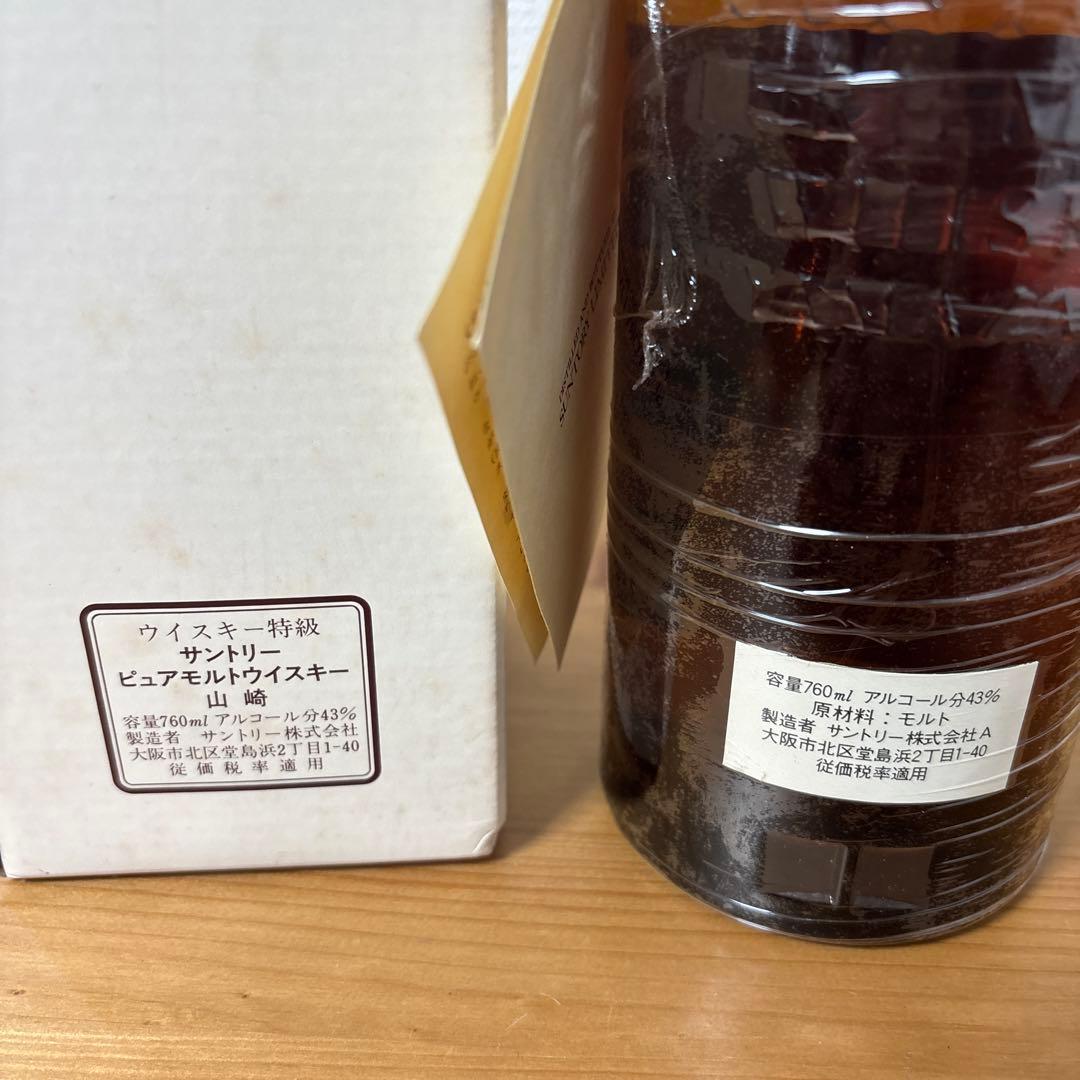 ウイスキー特級
サントリー
ピュアモルトウイスキー
山崎
容量760ml アルコール分43%
製造者 サントリー株式会社
大阪市北区堂島浜2丁目1-40
従価税率適用
SUNTORY LIMITED
容量760ml アルコール分43%
原材料：モルト
製造者 サントリー株式会社A
大阪市北区堂島浜2丁目1-40
従価税率適用